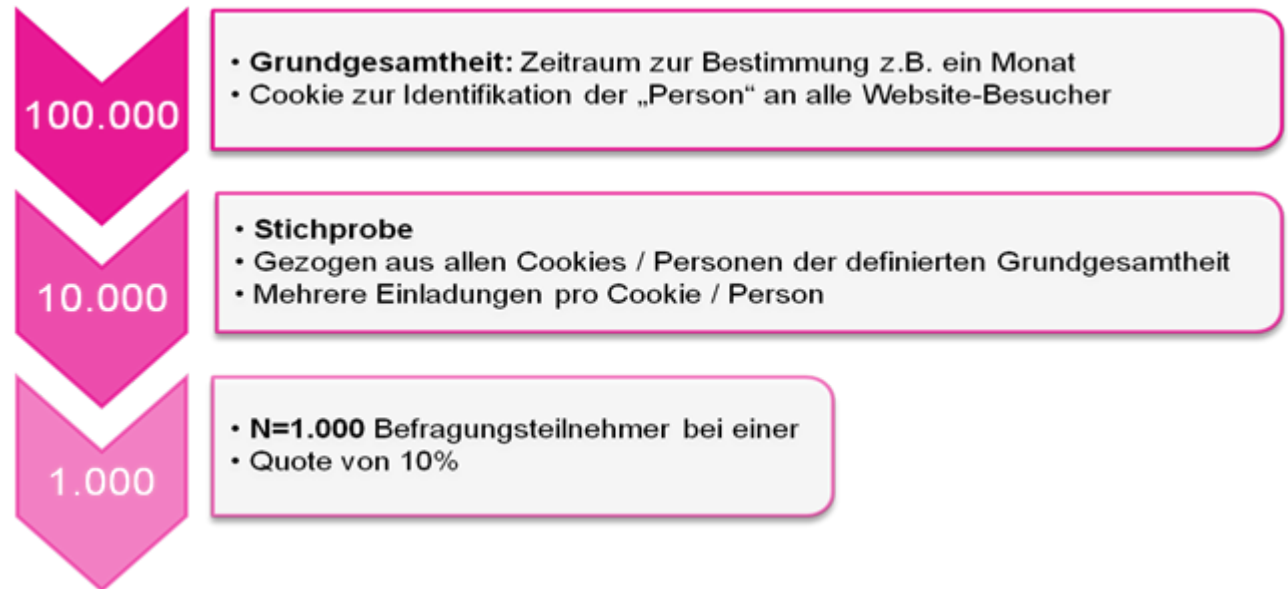 100.000
• Grundgesamtheit: Zeitraum zur Bestimmung z.B. ein Monat
• Cookie zur Identifikation der „Person“ an alle Website-Besucher
10.000
• Stichprobe
• Gezogen aus allen Cookies / Personen der definierten Grundgesamtheit
• Mehrere Einladungen pro Cookie / Person
1.000
• N=1.000 Befragungsteilnehmer bei einer
• Quote von 10%